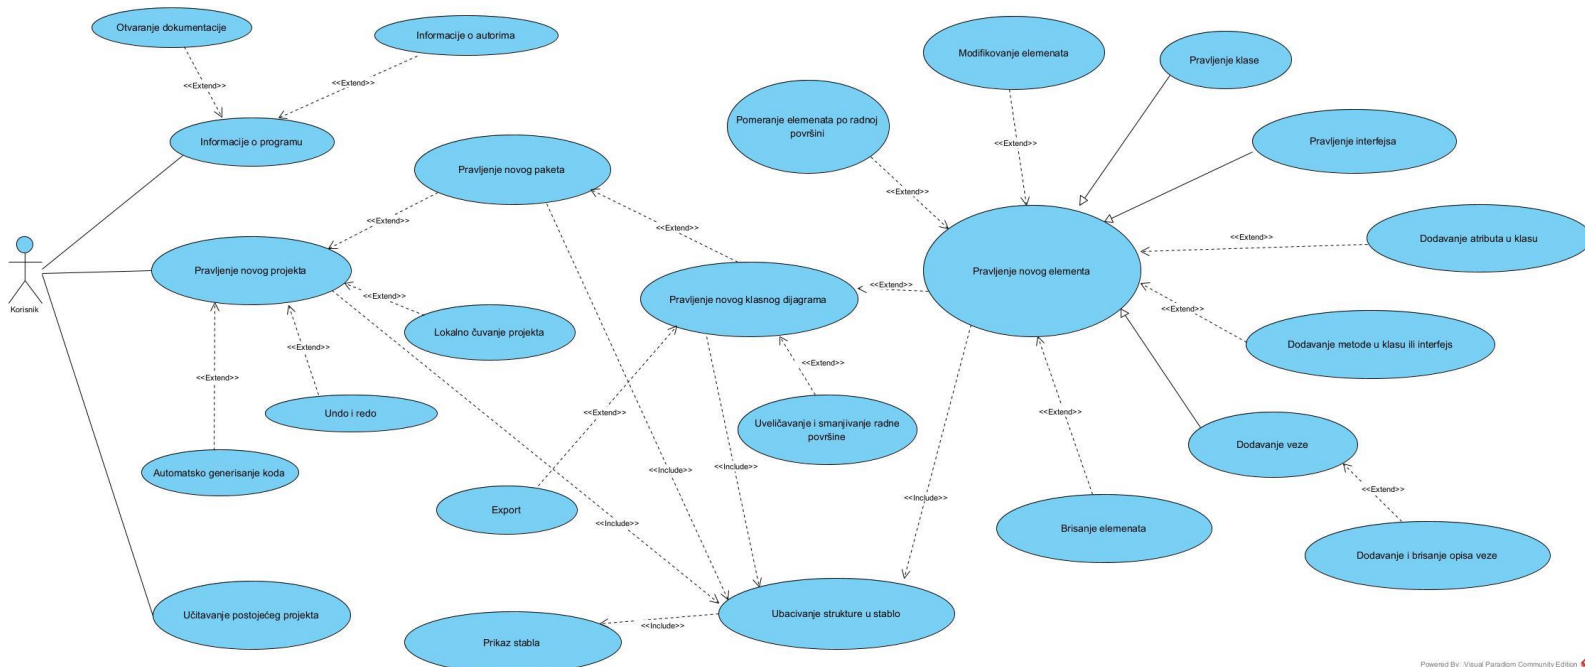 Otvaranje dokumentacije
Informacije o autorima
<<Extend>>
<<Extend>>
Informacije o programu
Korisnik
Pravljenje novog paketa
<<Extend>>
Pravljenje novog projekta
<<Extend>>
Lokalno čuvanje projekta
<<Extend>>
Undo i redo
<<Extend>>
Automatsko generisanje koda
<<Extend>>
Pravljenje novog klasnog dijagrama
<<Extend>>
<<Extend>>
Uveličavanje i smanjivanje radne
površine
<<Extend>>
Export
<<Include>>
<<Include>>
<<Include>>
<<Include>>
Učitavanje postojećeg projekta
Ubacivanje strukture u stablo
<<Include>>
Prikaz stabla
Modifikovanje elemenata
<<Extend>>
Pomeranje elemenata po radnoj
površini
<<Extend>>
Pravljenje klase
Pravljenje interfejsa
Pravljenje novog elementa
<<Extend>>
Dodavanje atributa u klasu
<<Extend>>
Dodavanje metode u klasu ili interfejs
<<Extend>>
Brisanje elemenata
Dodavanje veze
<<Extend>>
Dodavanje i brisanje opisa veze
Powered By Visual Paradigm Community Edition